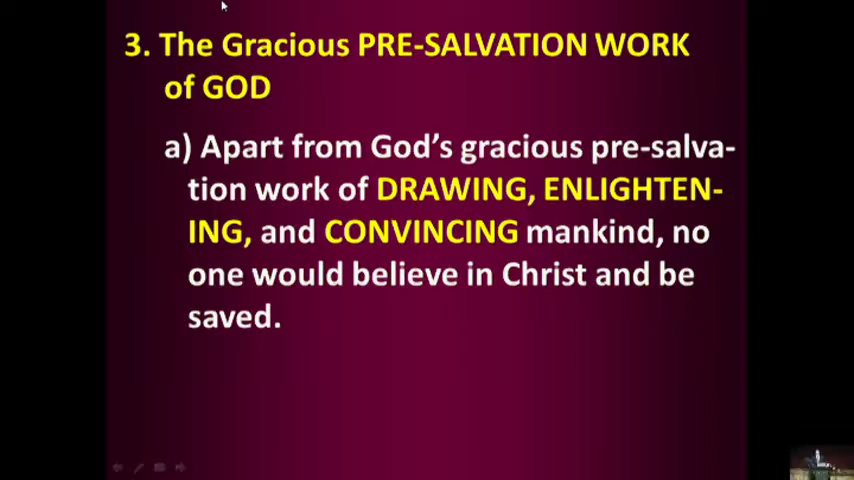 3. The Gracious PRE-SALVATION WORK
of GOD
a) Apart from God's gracious pre-salva-
tion work of DRAWING, ENLIGHTEN-
ING, and CONVINCING mankind, no
one would believe in Christ and be
saved.